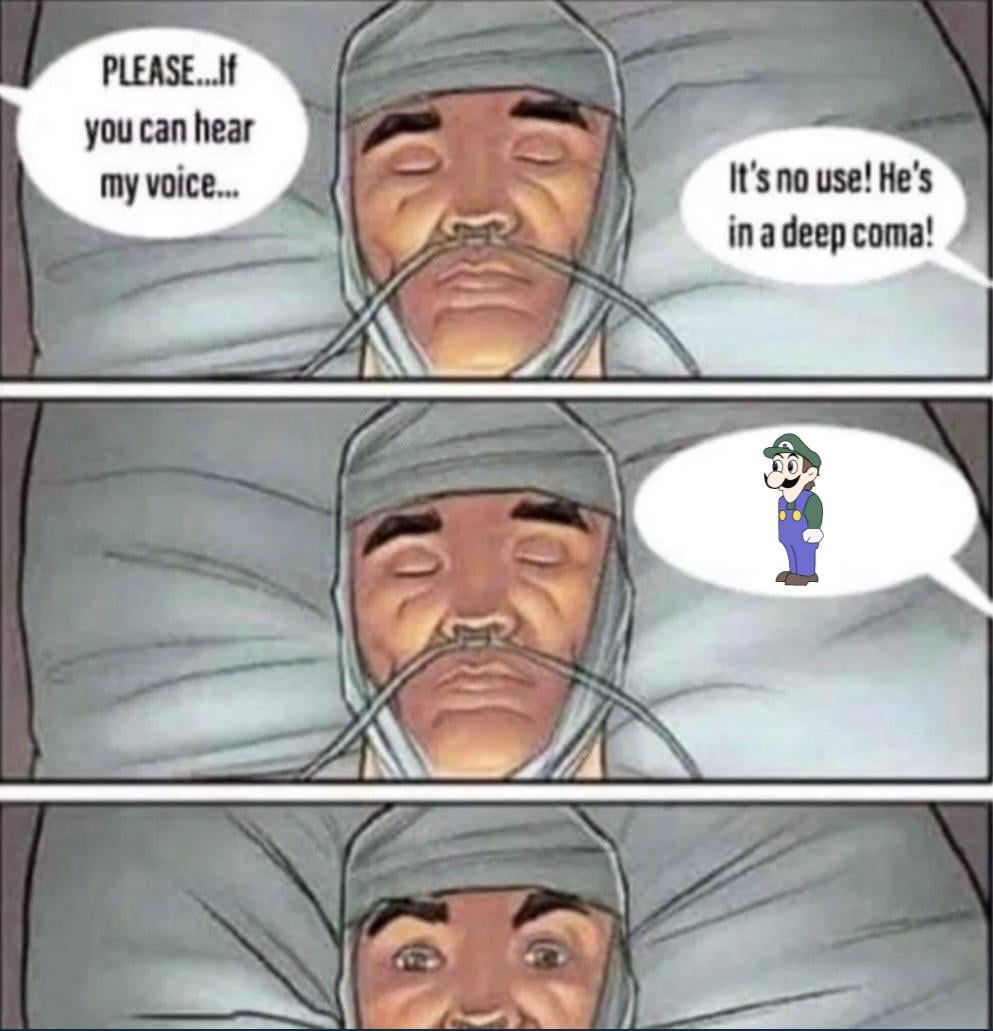 PLEASE...If
you can hear
my voice...
It's no use! He's
in a deep coma!